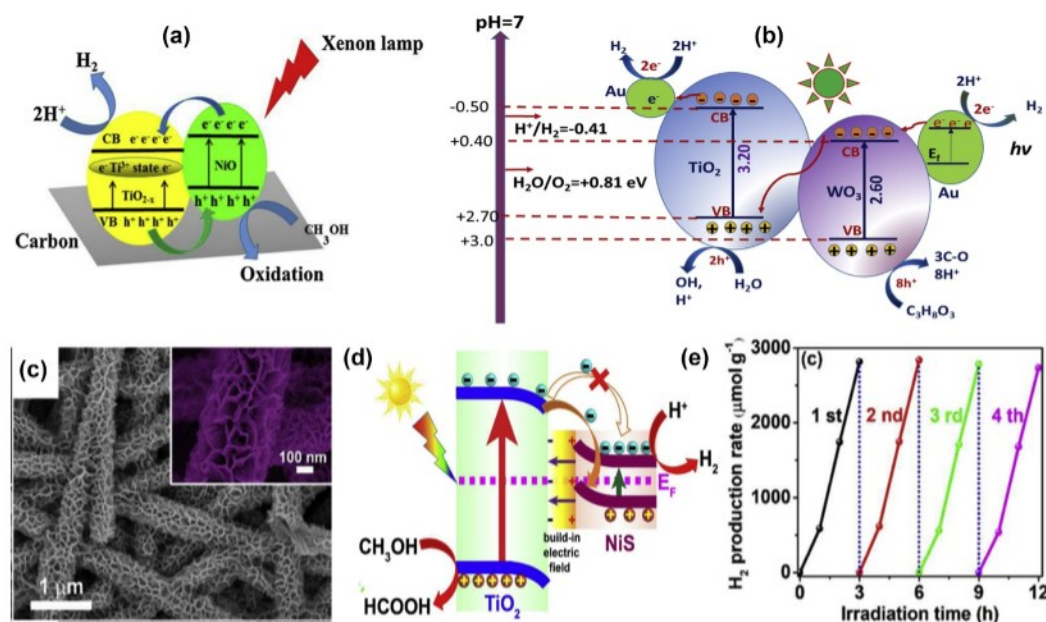 (a)
H2
2H+
Xenon lamp
CB e- e- e- e-
e- e- e- e-
NiO
e- Ti3+ state e-
TiO2-x
VB h+ h+ h+ h+
h+ h+ h+ h+
Carbon
CH3OH
Oxidation
pH=7
(b)
H2
2H+
2e-
Au
e-
-0.50
CB
H+/H2=-0.41
+0.40
3.20
TiO2
H2O/O2=+0.81 eV
VB
+2.70
+3.0
2h+
OH,
H+
H2O
CB
WO3
2.60
VB
2H+
2e-
H2
e- e- e-
Ef
Au
hv
3C-O
8H+
8h+
C3H8O3
(c)
100 nm
1 μm
(d)
H+
H2
EF
build-in
electric
field
NiS
CH3OH
HCOOH
TiO2
(e)
(c)
H2 production rate (μmol g-1)
3000
2400
1800
1200
600
0
1 st
2 nd
3 rd
4 th
0 3 6 9 12
Irradiation time (h)